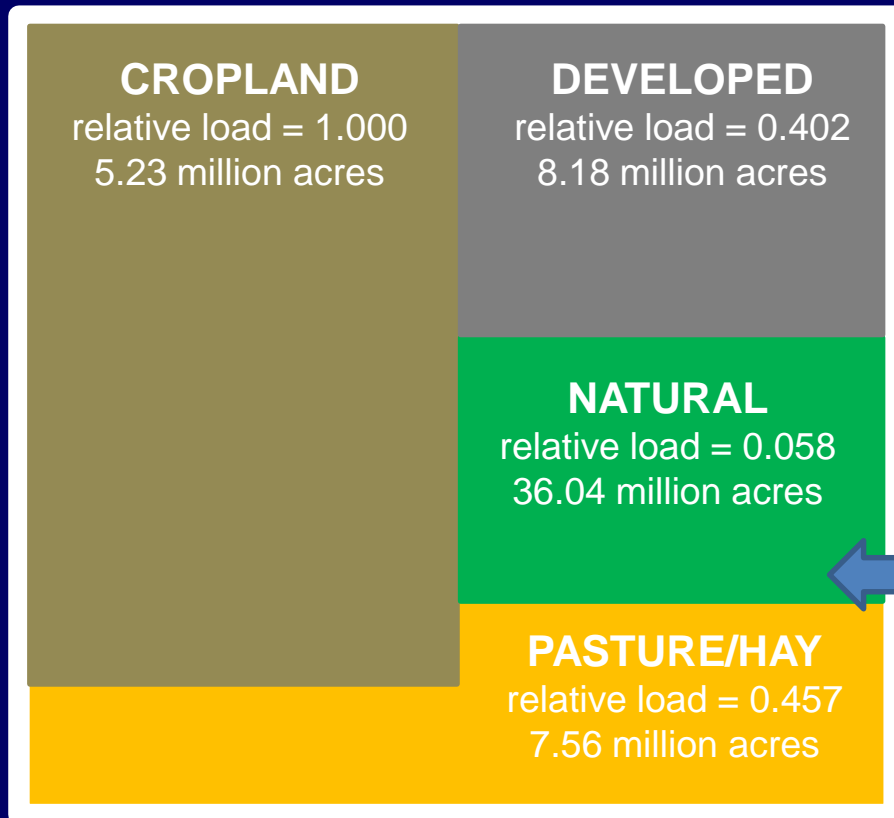 CROPLAND
relative load = 1.000
5.23 million acres
DEVELOPED
relative load = 0.402
8.18 million acres
NATURAL
relative load = 0.058
36.04 million acres
PASTURE/HAY
relative load = 0.457
7.56 million acres